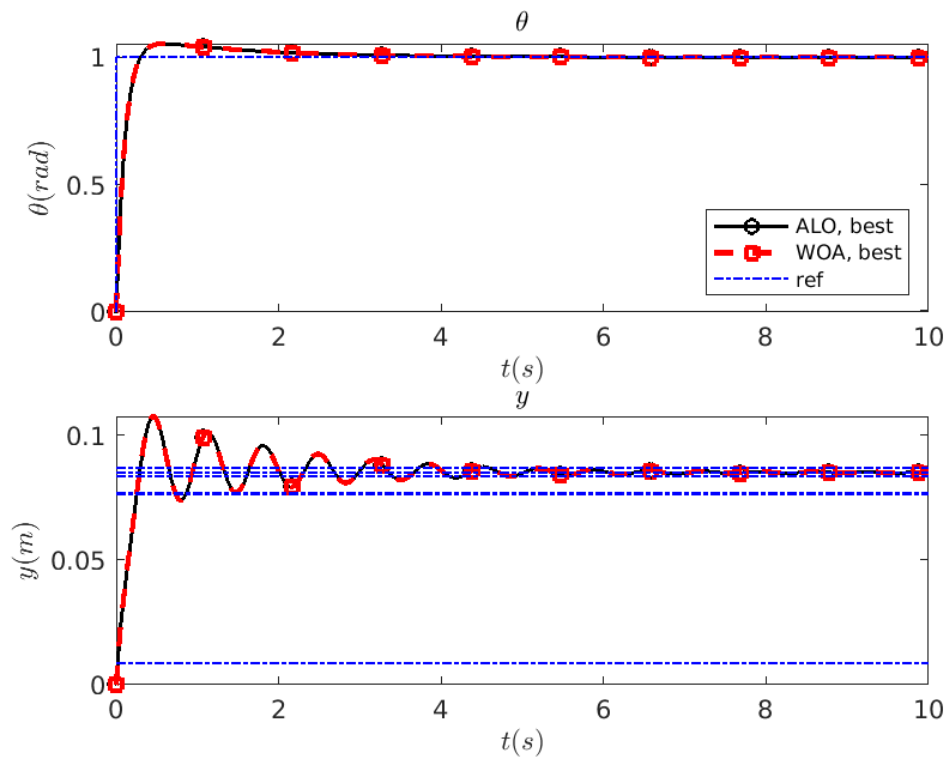 θ
1
0.5
0
θ(rad)
ALO, best
WOA, best
ref
0 2 4 6 8 10
t(s)
y
0.1
0.05
0
y(m)
0 2 4 6 8 10
t(s)